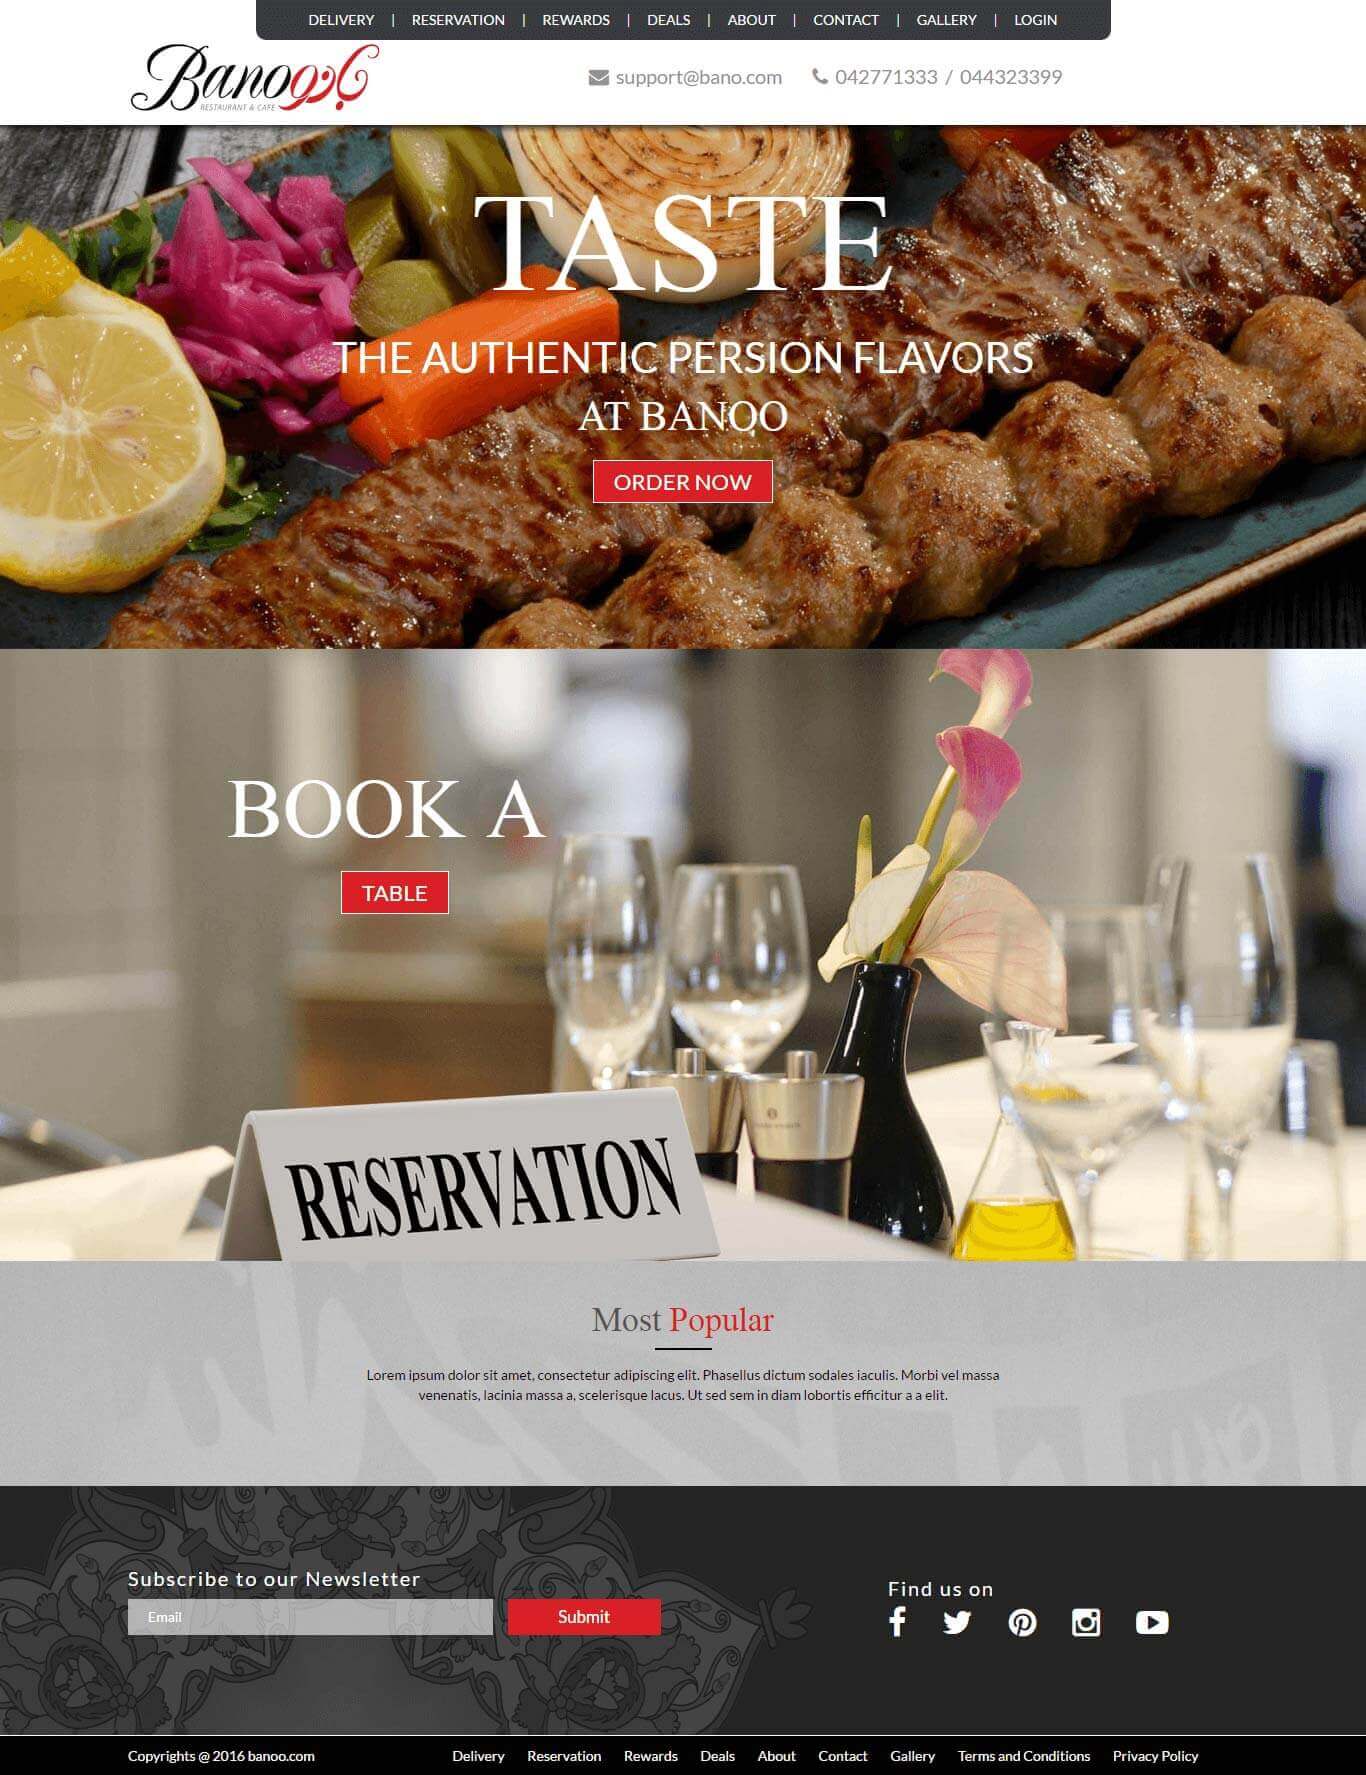 DELIVERY | RESERVATION | REWARDS | DEALS | ABOUT | CONTACT | GALLERY | LOGIN
Banoo بانو
RESTAURANT & CAFE
support@bano.com 042771333 / 044323399
TASTE
THE AUTHENTIC PERSION FLAVORS
AT BANOO
ORDER NOW
BOOK A
TABLE
RESERVATION
Most Popular
Lorem ipsum dolor sit amet, consectetur adipiscing elit. Phasellus dictum sodales iaculis. Morbi vel massa
venenatis, lacinia massa a, scelerisque lacus. Ut sed sem in diam lobortis efficitur a a elit.
Subscribe to our Newsletter
Email
Submit
Find us on
Copyrights @ 2016 banoo.com Delivery Reservation Rewards Deals About Contact Gallery Terms and Conditions Privacy Policy